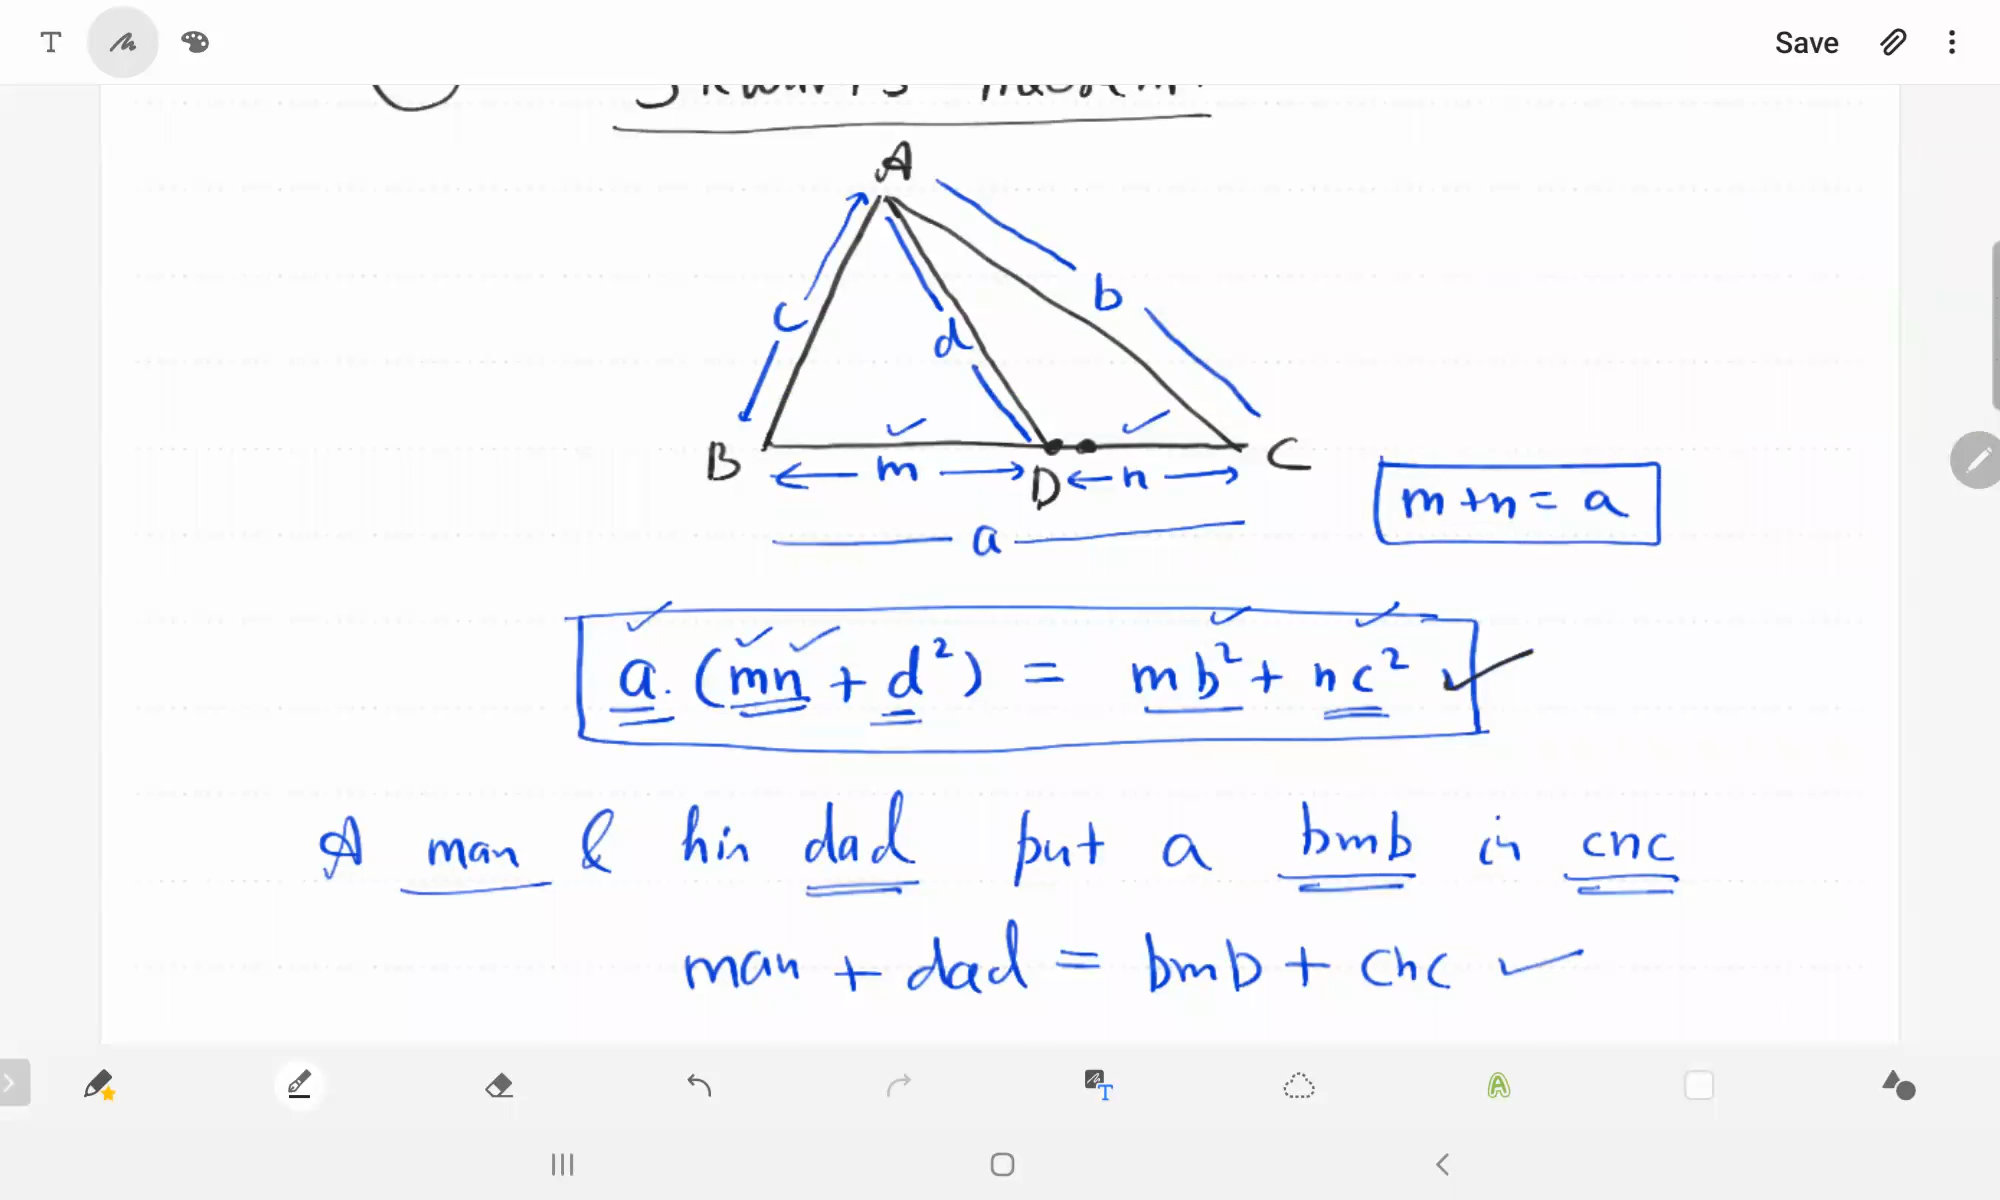 T Save
A
b
c
d
B m D n C
m+n = a
a
a. (mn + d²) = mb² + nc²
A man & his dad put a bmb in cnc
man + dad = bmb + cnc